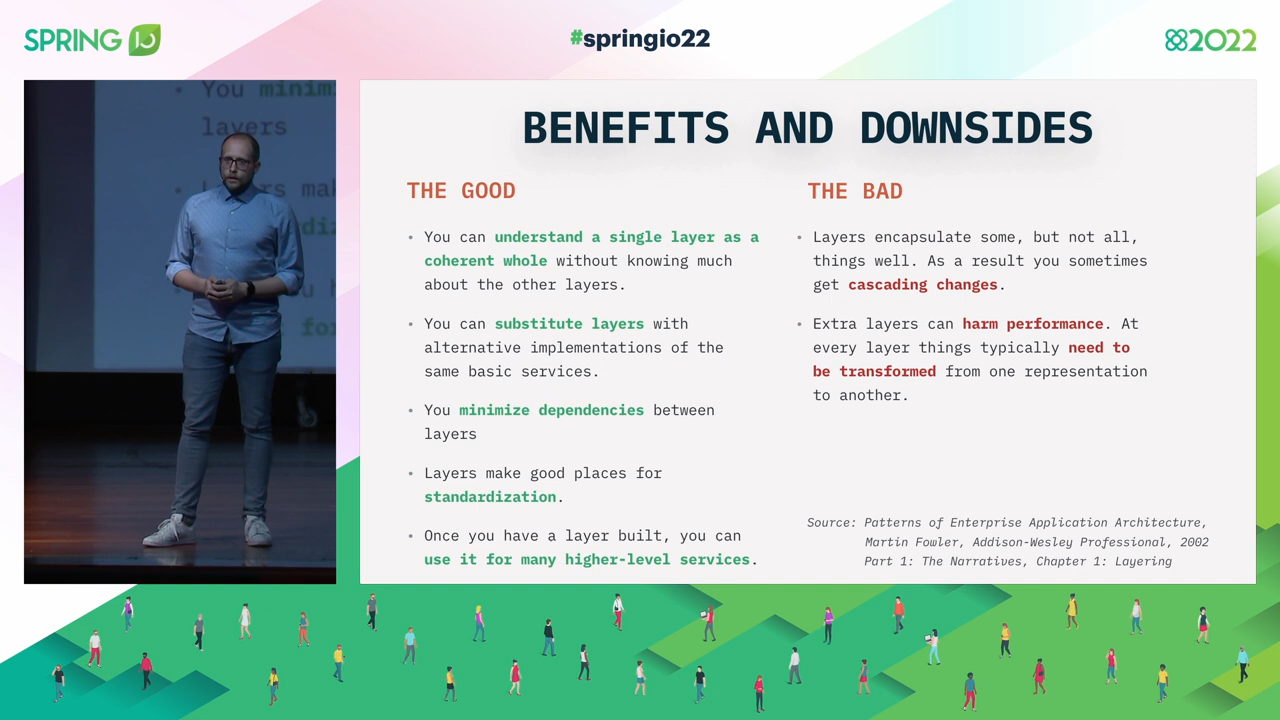 SPRING IO
#springio22
2022
You minim
layers
BENEFITS AND DOWNSIDES
THE GOOD
• You can understand a single layer as a
coherent whole without knowing much
about the other layers.
• You can substitute layers with
alternative implementations of the
same basic services.
• You minimize dependencies between
layers
• Layers make good places for
standardization.
• Once you have a layer built, you can
use it for many higher-level services.
THE BAD
• Layers encapsulate some, but not all,
things well. As a result you sometimes
get cascading changes.
• Extra layers can harm performance. At
every layer things typically need to
be transformed from one representation
to another.
Source: Patterns of Enterprise Application Architecture,
Martin Fowler, Addison-Wesley Professional, 2002
Part 1: The Narratives, Chapter 1: Layering